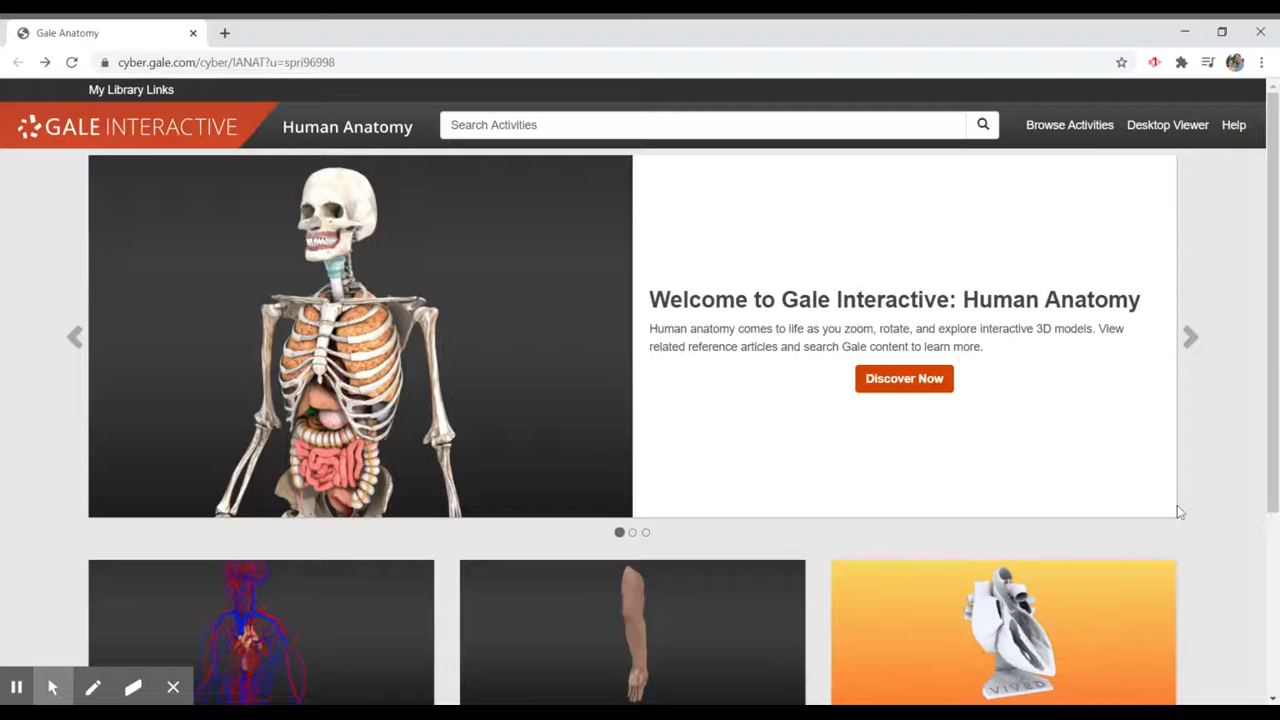 Gale Anatomy
cyber.gale.com/cyber/IANAT?u=spri96998
My Library Links
GALE INTERACTIVE
Human Anatomy
Search Activities
Browse Activities
Desktop Viewer
Help
Welcome to Gale Interactive: Human Anatomy
Human anatomy comes to life as you zoom, rotate, and explore interactive 3D models. View
related reference articles and search Gale content to learn more.
Discover Now
VIVED